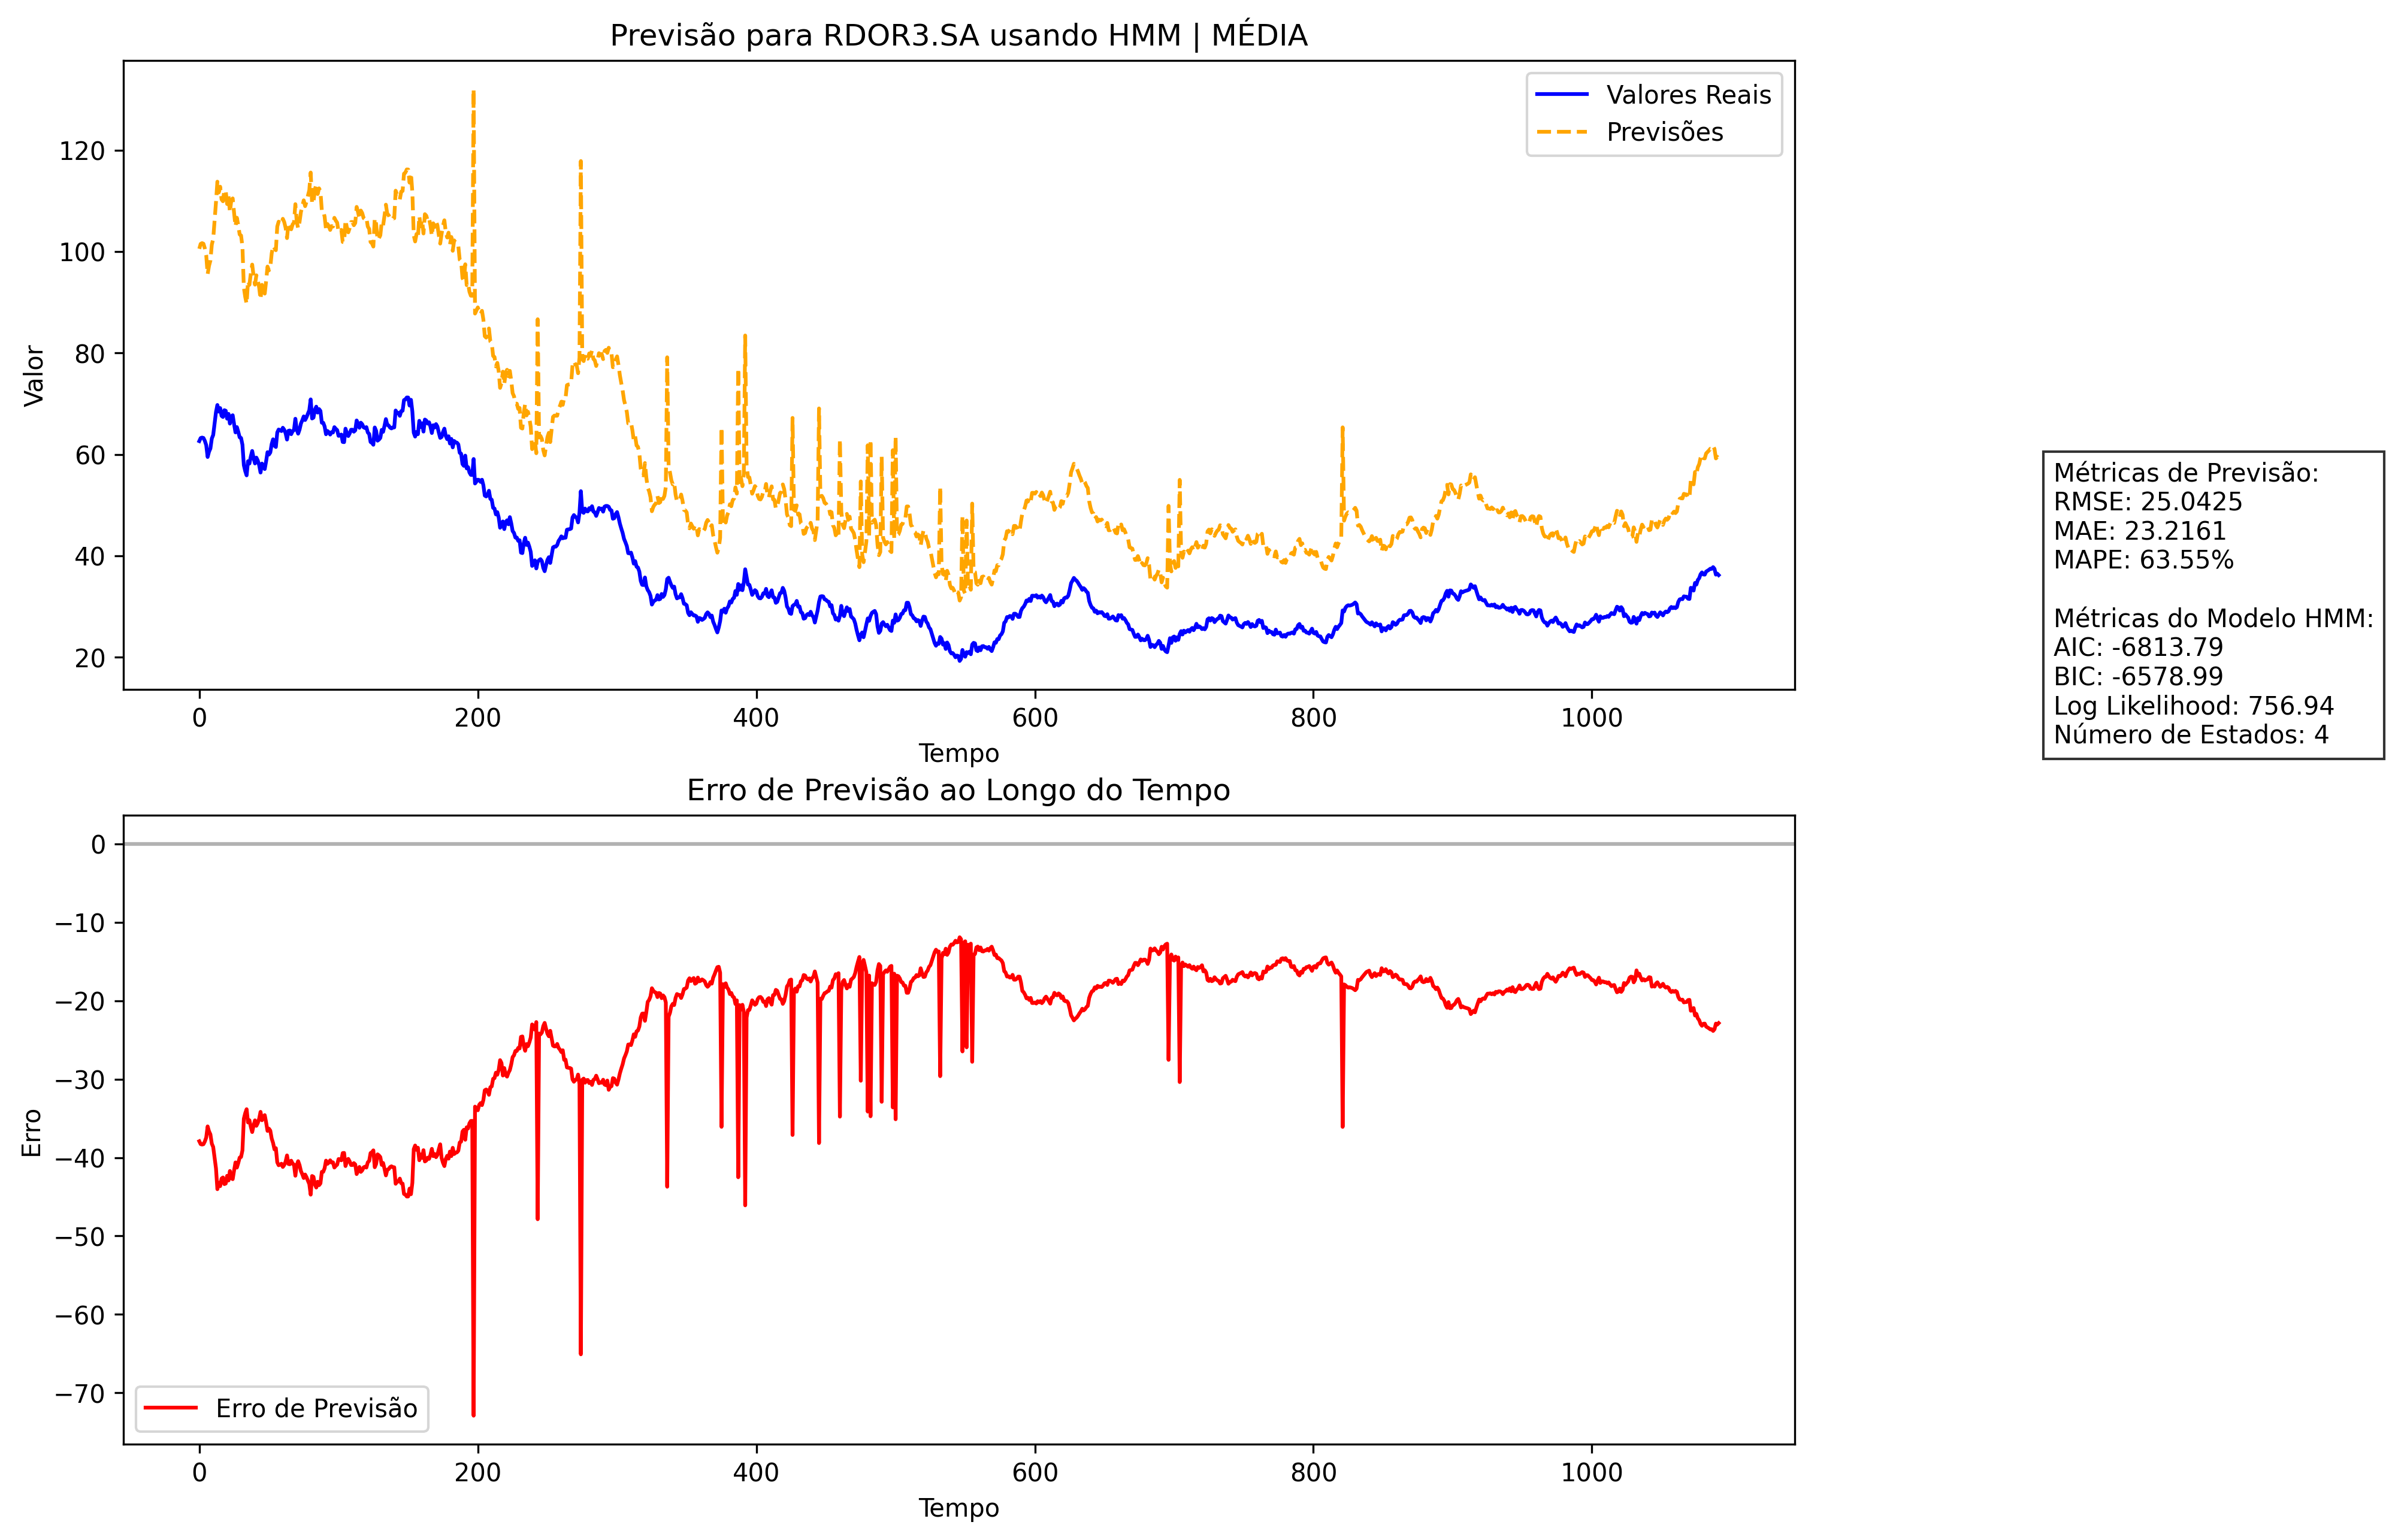 Previsão para RDOR3.SA usando HMM | MÉDIA
Valores Reais
Previsões
120
100
80
60
40
20
Valor
0 200 400 600 800 1000
Tempo
Métricas de Previsão:
RMSE: 25.0425
MAE: 23.2161
MAPE: 63.55%
Métricas do Modelo HMM:
AIC: -6813.79
BIC: -6578.99
Log Likelihood: 756.94
Número de Estados: 4
Erro de Previsão ao Longo do Tempo
0
−10
−20
−30
−40
−50
−60
−70
Erro
Erro de Previsão
0 200 400 600 800 1000
Tempo